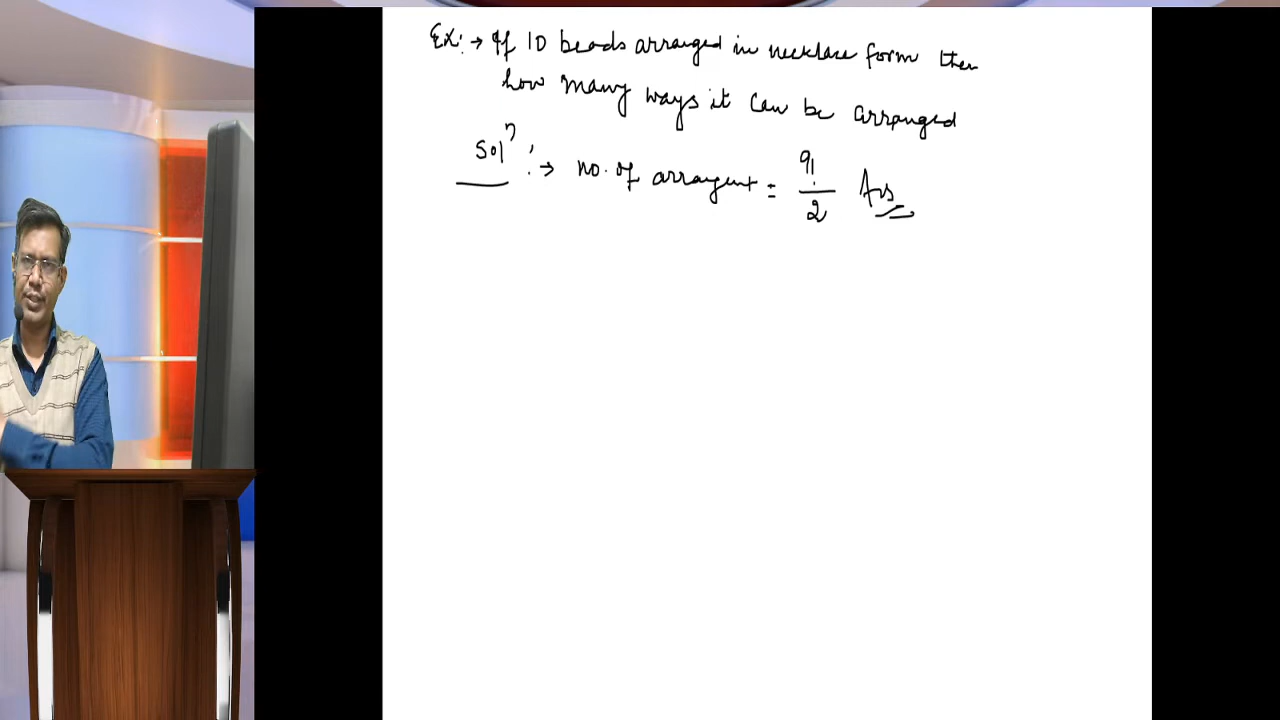 Ex: → If 10 beads arranged in necklace form then
how many ways it can be arranged
Solⁿ : → no. of arrangent = 9!/2 Ans